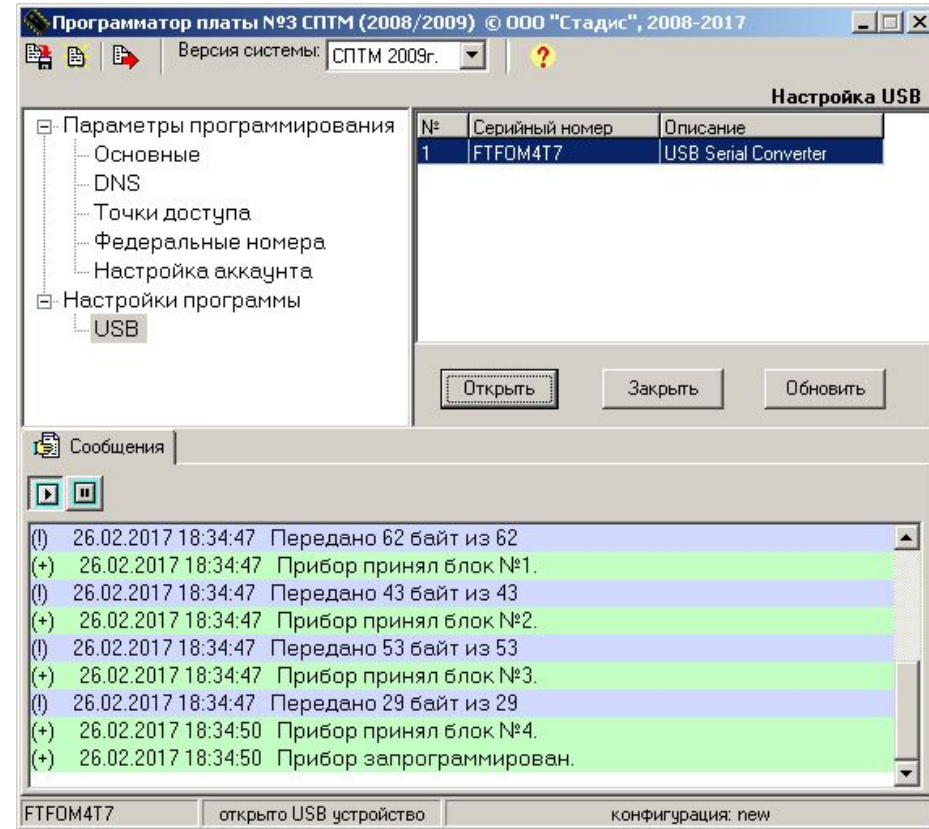 Программатор платы №3 СПТМ (2008/2009) © ООО "Стадис", 2008-2017
Версия системы: СПТМ 2009г.
Настройка USB
Параметры программирования
Основные
DNS
Точки доступа
Федеральные номера
Настройка аккаунта
Настройки программы
USB
№ Серийный номер Описание
1 FTFOM4T7 USB Serial Converter
Открыть Закрыть Обновить
Сообщения
(!) 26.02.2017 18:34:47 Передано 62 байт из 62
(+) 26.02.2017 18:34:47 Прибор принял блок №1.
(!) 26.02.2017 18:34:47 Передано 43 байт из 43
(+) 26.02.2017 18:34:47 Прибор принял блок №2.
(!) 26.02.2017 18:34:47 Передано 53 байт из 53
(+) 26.02.2017 18:34:47 Прибор принял блок №3.
(!) 26.02.2017 18:34:47 Передано 29 байт из 29
(+) 26.02.2017 18:34:50 Прибор принял блок №4.
(+) 26.02.2017 18:34:50 Прибор запрограммирован.
FTFOM4T7 открыто USB устройство конфигурация: new